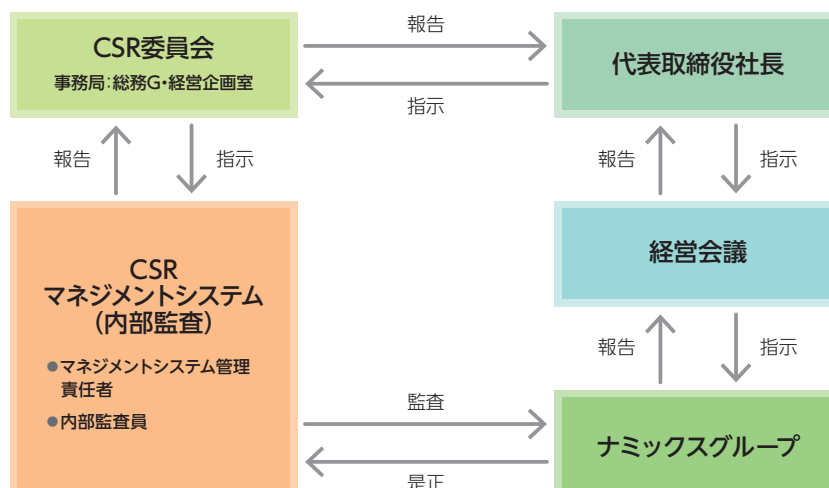 CSR委員会
事務局：総務G・経営企画室
報告
指示
代表取締役社長
報告
指示
報告
指示
CSR
マネジメントシステム
（内部監査）
●マネジメントシステム管理
責任者
●内部監査員
経営会議
報告
指示
監査
是正
ナミックスグループ